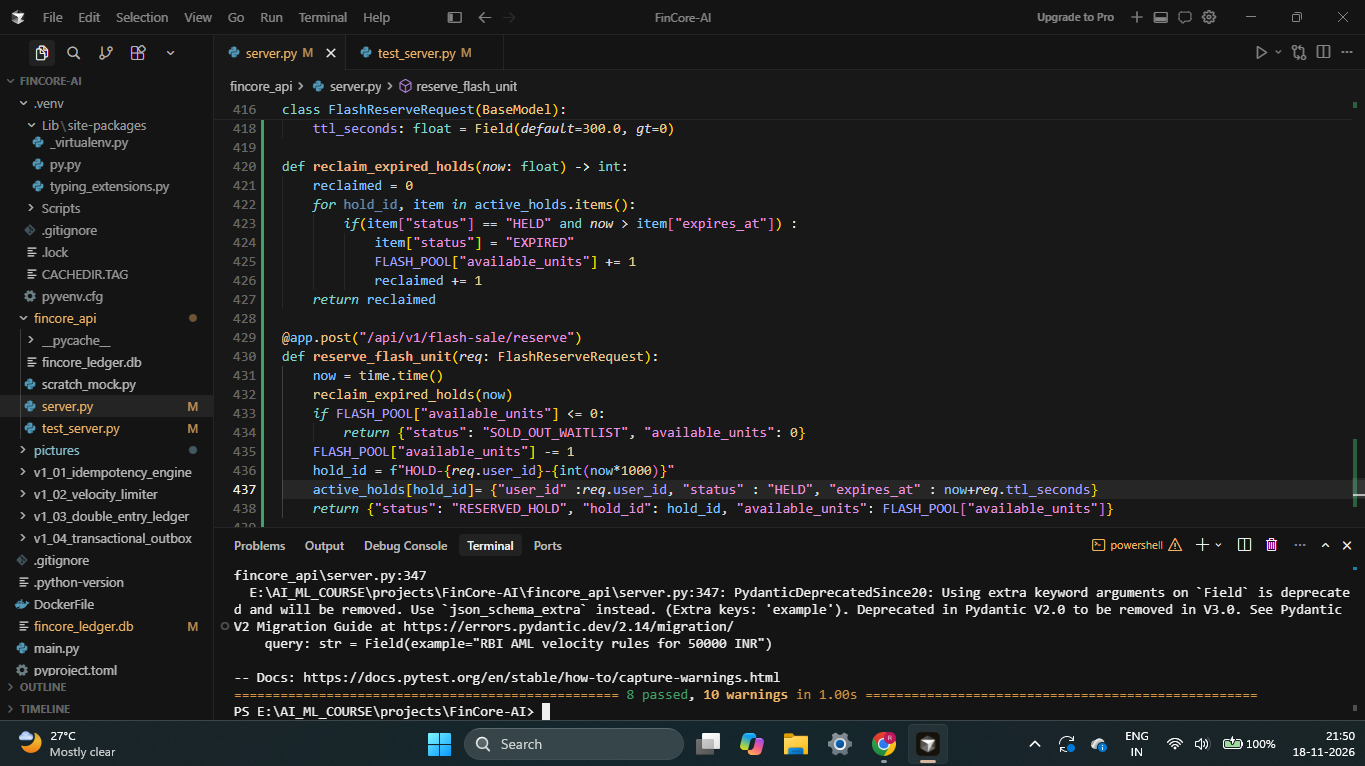 File Edit Selection View Go Run Terminal Help
FinCore-AI
Upgrade to Pro
FINCORE-AI
.venv
Lib\site-packages
_virtualenv.py
py.py
typing_extensions.py
Scripts
.gitignore
.lock
CACHEDIR.TAG
pyvenv.cfg
fincore_api
__pycache__
fincore_ledger.db
scratch_mock.py
server.py M
test_server.py M
pictures
v1_01_idempotency_engine
v1_02_velocity_limiter
v1_03_double_entry_ledger
v1_04_transactional_outbox
.gitignore
.python-version
DockerFile
fincore_ledger.db M
main.py
pyproject.toml
OUTLINE
TIMELINE
server.py M test_server.py M
fincore_api > server.py > reserve_flash_unit
416 class FlashReserveRequest(BaseModel):
418 ttl_seconds: float = Field(default=300.0, gt=0)
419
420 def reclaim_expired_holds(now: float) -> int:
421 reclaimed = 0
422 for hold_id, item in active_holds.items():
423 if(item["status"] == "HELD" and now > item["expires_at"]) :
424 item["status"] = "EXPIRED"
425 FLASH_POOL["available_units"] += 1
426 reclaimed += 1
427 return reclaimed
428
429 @app.post("/api/v1/flash-sale/reserve")
430 def reserve_flash_unit(req: FlashReserveRequest):
431 now = time.time()
432 reclaim_expired_holds(now)
433 if FLASH_POOL["available_units"] <= 0:
434 return {"status": "SOLD_OUT_WAITLIST", "available_units": 0}
435 FLASH_POOL["available_units"] -= 1
436 hold_id = f"HOLD-{req.user_id}-{int(now*1000)}"
437 active_holds[hold_id]= {"user_id" :req.user_id, "status" : "HELD", "expires_at" : now+req.ttl_seconds}
438 return {"status": "RESERVED_HOLD", "hold_id": hold_id, "available_units": FLASH_POOL["available_units"]}
439
Problems Output Debug Console Terminal Ports
powershell
fincore_api\server.py:347
E:\AI_ML_COURSE\projects\FinCore-AI\fincore_api\server.py:347: PydanticDeprecatedSince20: Using extra keyword arguments on `Field` is deprecate
d and will be removed. Use `json_schema_extra` instead. (Extra keys: 'example'). Deprecated in Pydantic V2.0 to be removed in V3.0. See Pydantic
V2 Migration Guide at https://errors.pydantic.dev/2.14/migration/
query: str = Field(example="RBI AML velocity rules for 50000 INR")
-- Docs: https://docs.pytest.org/en/stable/how-to/capture-warnings.html
8 passed, 10 warnings in 1.00s
PS E:\AI_ML_COURSE\projects\FinCore-AI>
27°C
Mostly clear
Search
ENG
IN
100%
21:50
18-11-2026